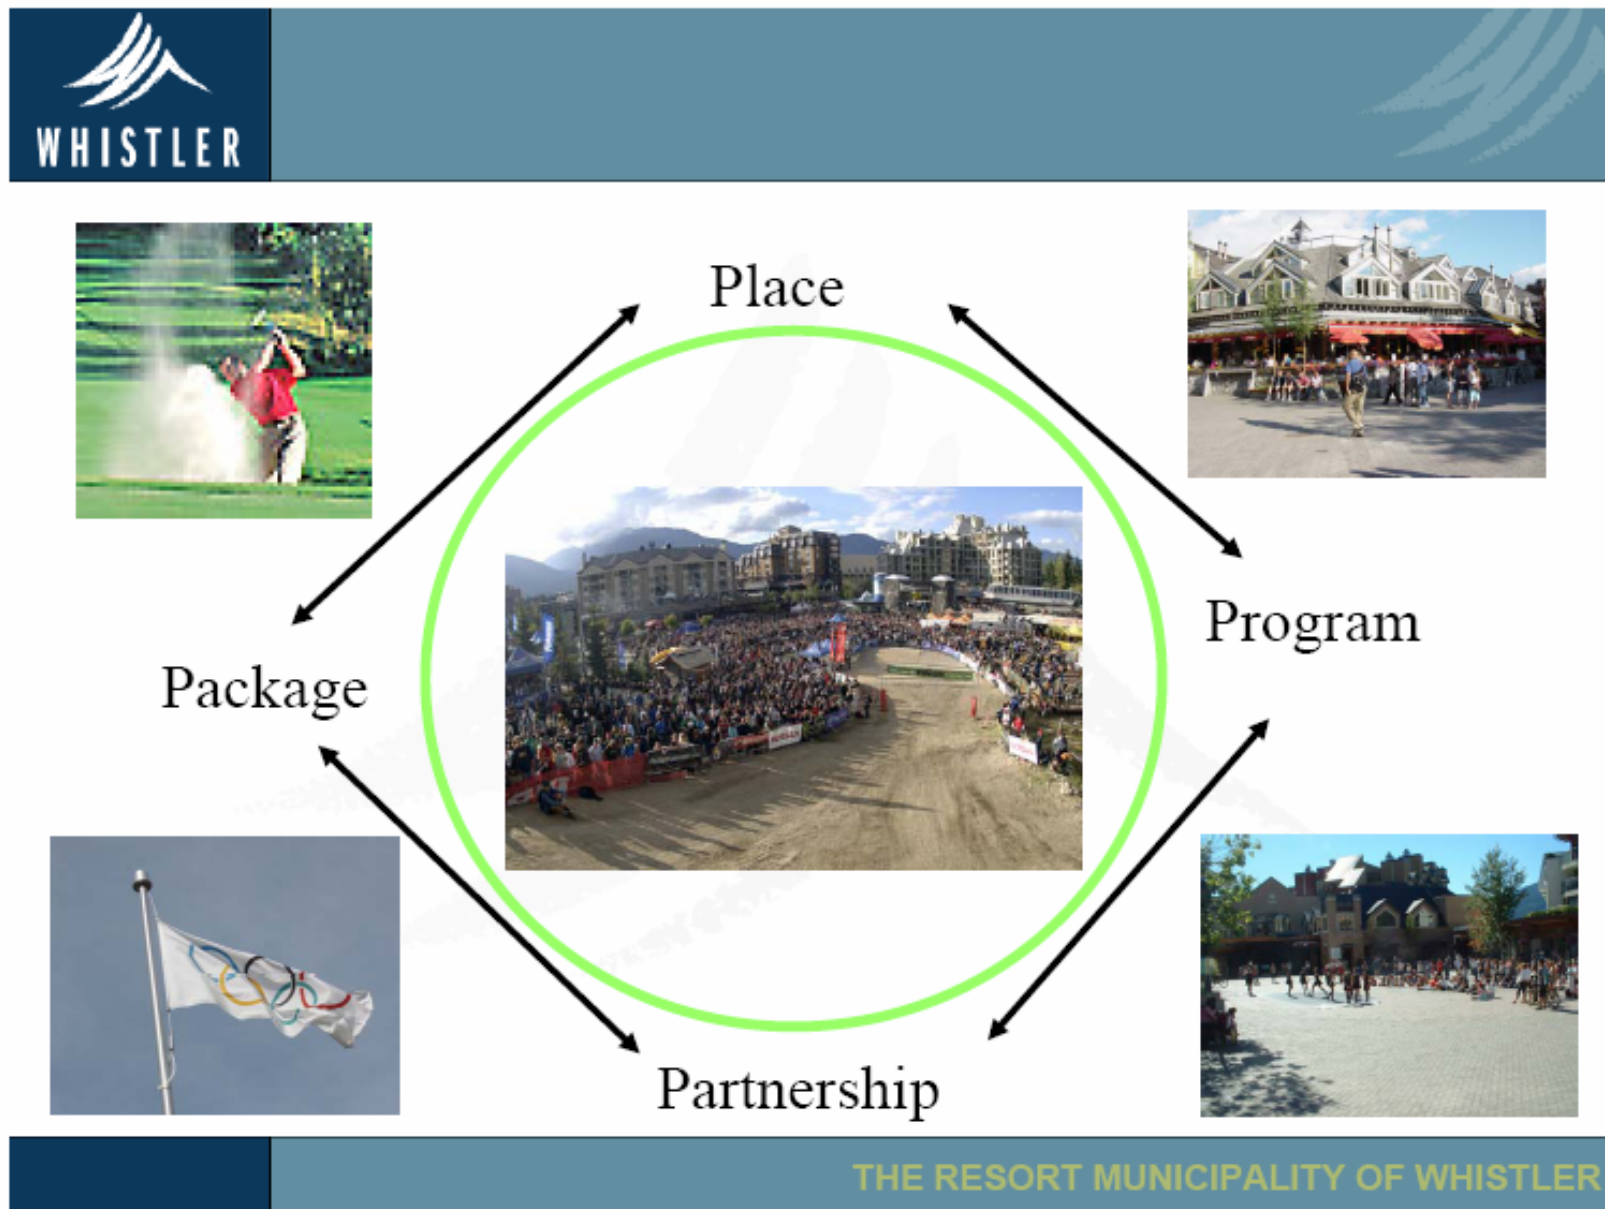 WHISTLER
Place
Program
Package
Partnership
THE RESORT MUNICIPALITY OF WHISTLER